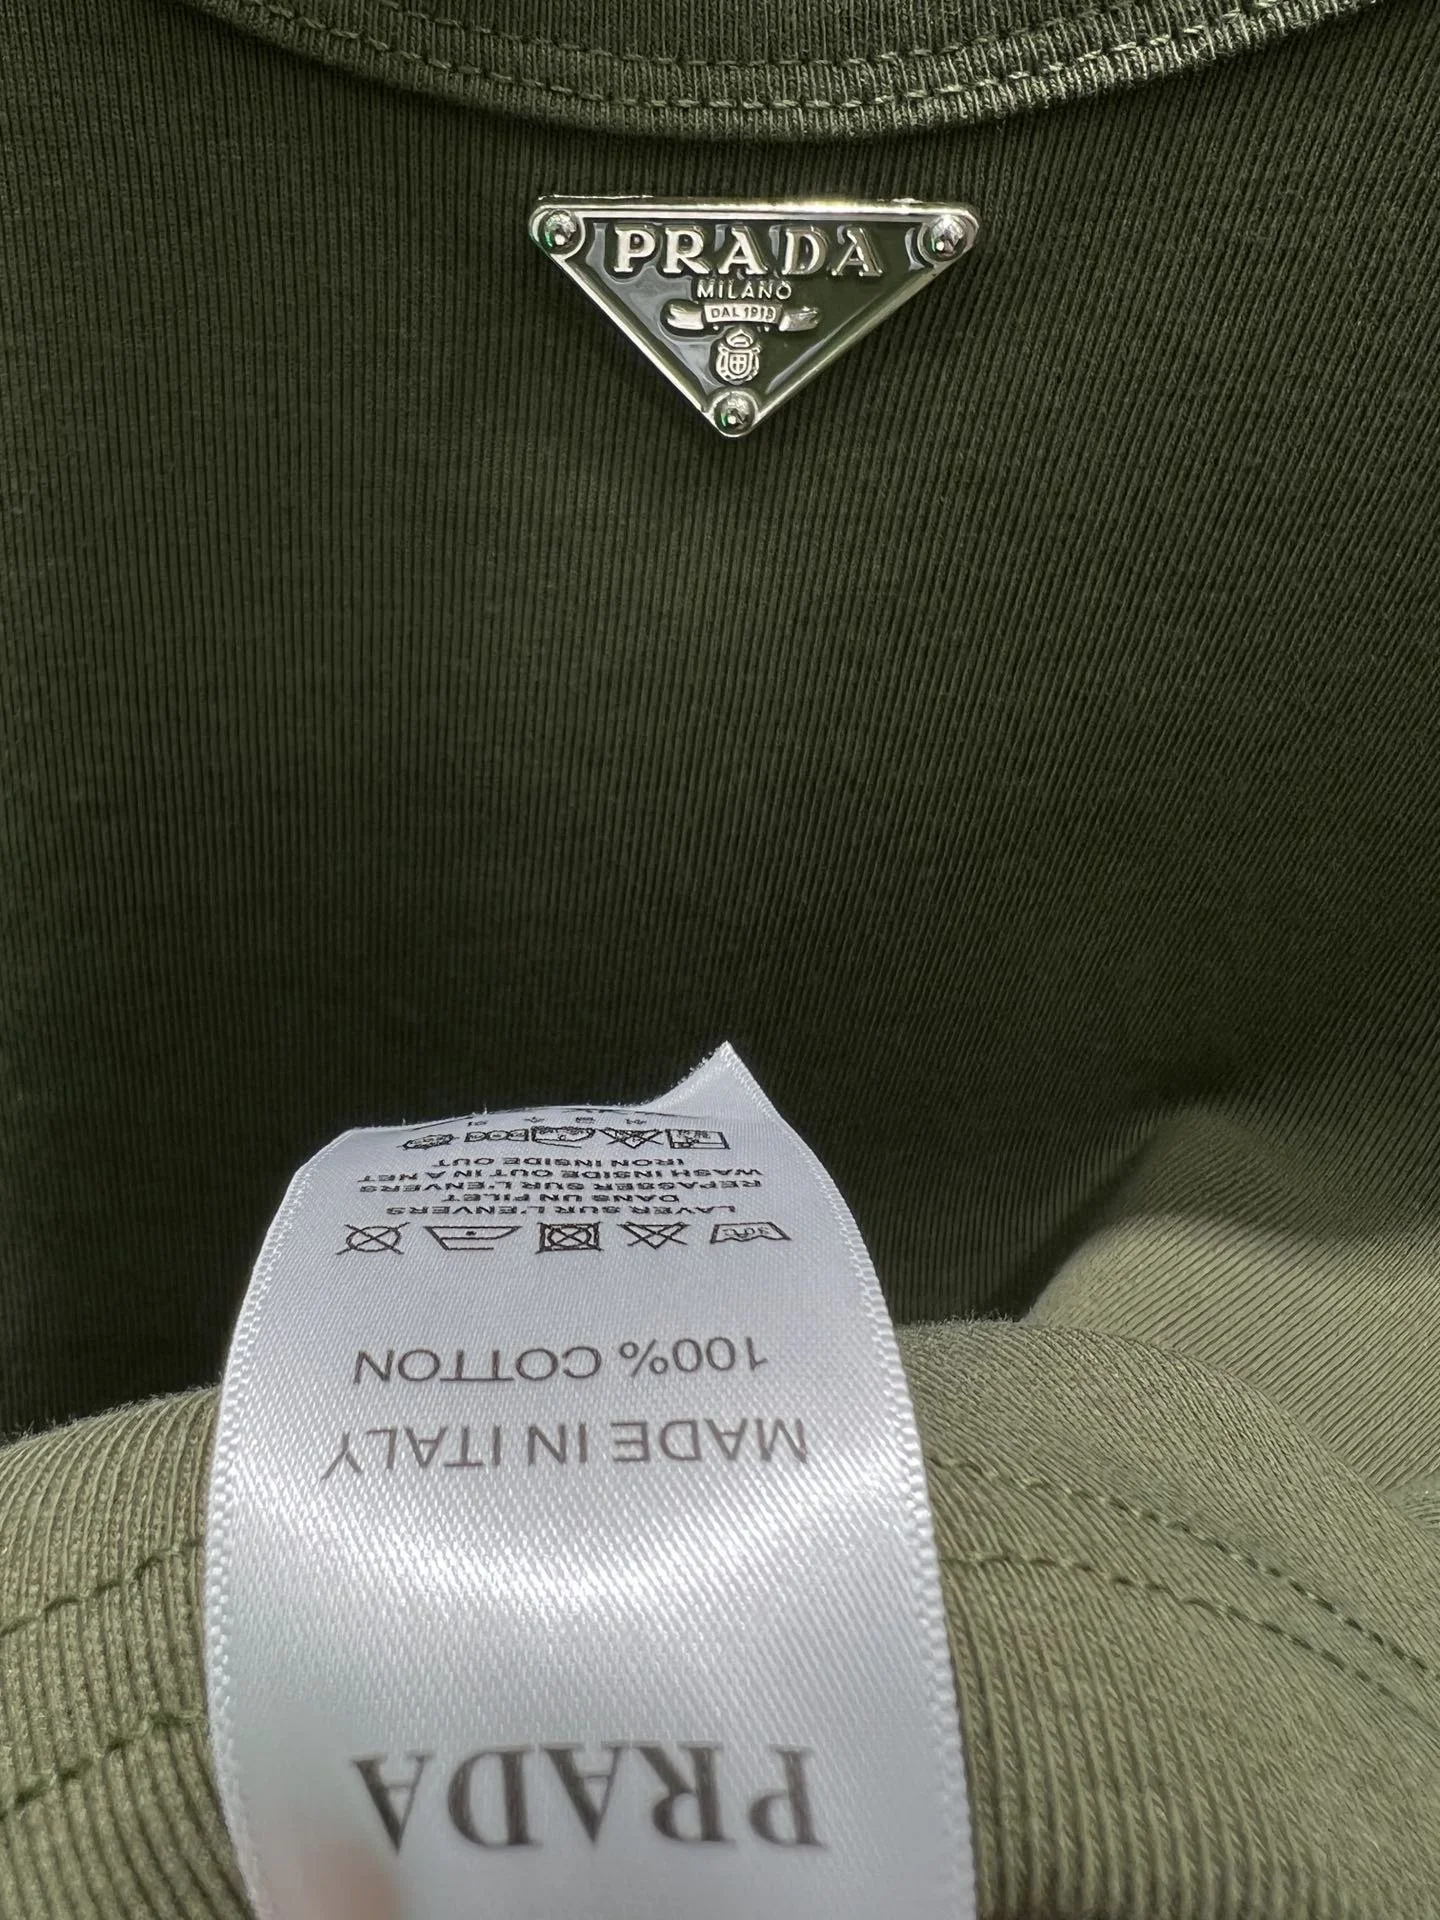 PRADA
MILANO
DAL 1913
PRADA
MADE IN ITALY
100% COTTON
30°C
LAVER SUR L'ENVERS
DANS UN FILET
REPASSER SUR L'ENVERS
WASH INSIDE OUT IN A NET
IRON INSIDE OUT